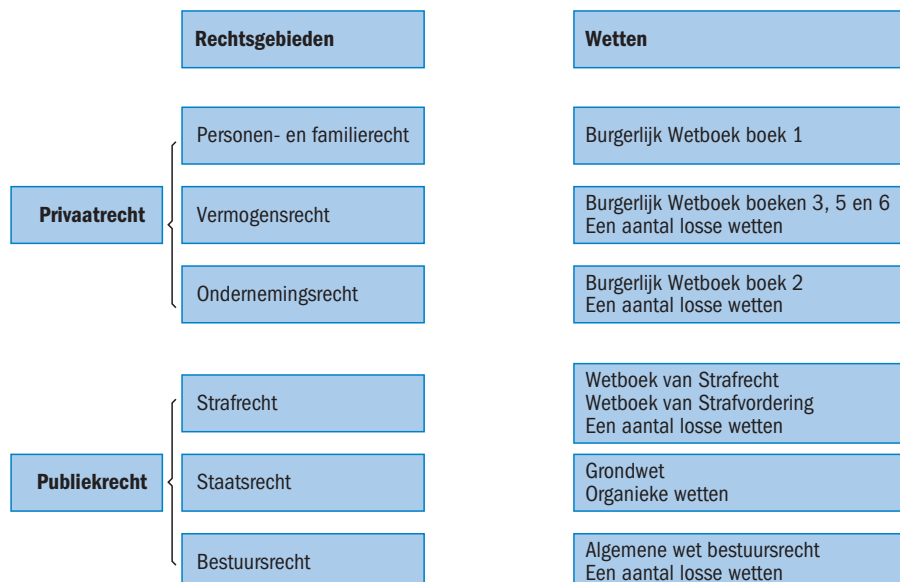 Rechtsgebieden
Wetten
Privaatrecht
Personen- en familierecht
Burgerlijk Wetboek boek 1
Vermogensrecht
Burgerlijk Wetboek boeken 3, 5 en 6
Een aantal losse wetten
Ondernemingsrecht
Burgerlijk Wetboek boek 2
Een aantal losse wetten
Publiekrecht
Strafrecht
Wetboek van Strafrecht
Wetboek van Strafvordering
Een aantal losse wetten
Staatsrecht
Grondwet
Organieke wetten
Bestuursrecht
Algemene wet bestuursrecht
Een aantal losse wetten